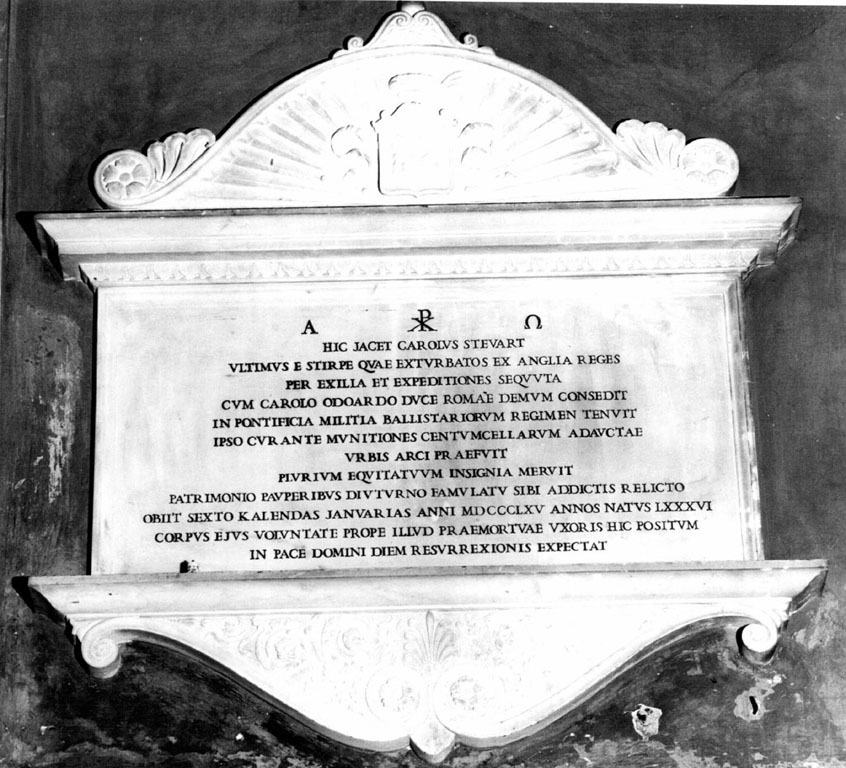 Α ☧ Ω
HIC JACET CAROLVS STEVART
VLTIMVS E STIRPE QVAE EXTVRBATOS EX ANGLIA REGES
PER EXILIA ET EXPEDITIONES SEQVVTA
CVM CAROLO ODOARDO DVCE ROMAE DEMVM CONSEDIT
IN PONTIFICIA MILITIA BALLISTARIORVM REGIMEN TENVIT
IPSO CVRANTE MVNITIONES CENTVMCELLARVM ADAVCTAE
VRBIS ARCI PRAEFVIT
PLVRIVM EQVITATVVM INSIGNIA MERVIT
PATRIMONIO PAVPERIBVS DIVTVRNO FAMVLATV SIBI ADDICTIS RELICTO
OBIIT SEXTO KALENDAS JANVARIAS ANNI MDCCCLXV ANNOS NATVS LXXXVI
CORPVS EJVS VOLVNTATE PROPE ILLVD PRAEMORTVAE VXORIS HIC POSITVM
IN PACE DOMINI DIEM RESVRREXIONIS EXPECTAT